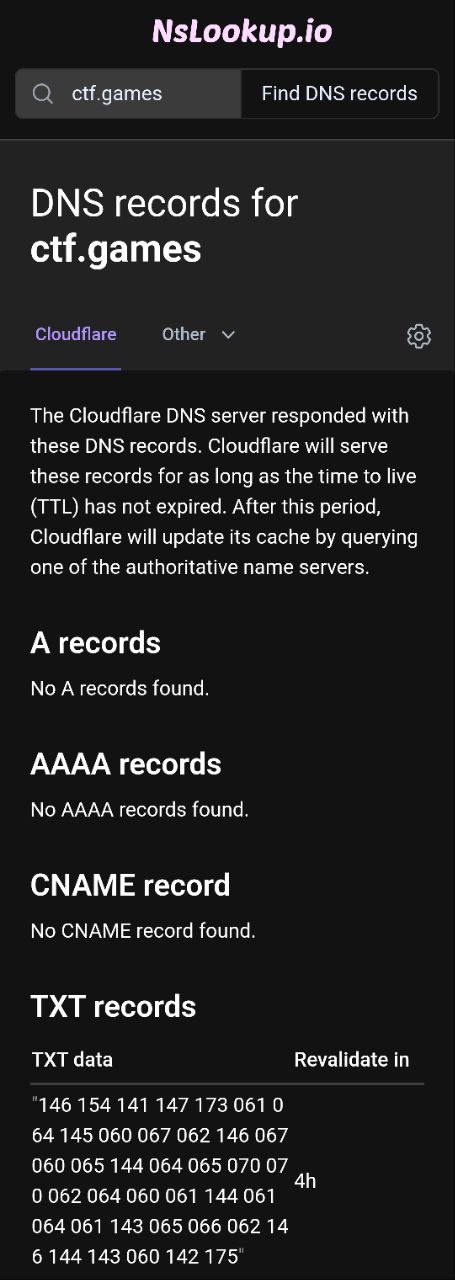 NsLookup.io
ctf.games
Find DNS records
DNS records for
ctf.games
Cloudflare
Other
The Cloudflare DNS server responded with
these DNS records. Cloudflare will serve
these records for as long as the time to live
(TTL) has not expired. After this period,
Cloudflare will update its cache by querying
one of the authoritative name servers.
A records
No A records found.
AAAA records
No AAAA records found.
CNAME record
No CNAME record found.
TXT records
TXT data Revalidate in
"146 154 141 147 173 061 0
64 145 060 067 062 146 067
060 065 144 064 065 070 07
0 062 064 060 061 144 061
064 061 143 065 066 062 14
6 144 143 060 142 175"
4h